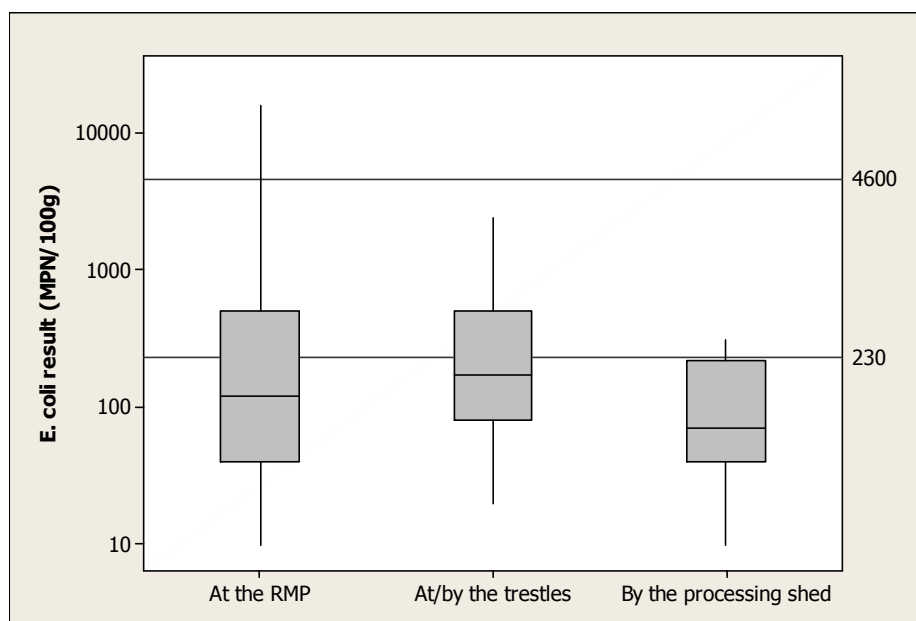 E. coli result (MPN/100g)
10000
1000
100
10
4600
230
At the RMP
At/by the trestles
By the processing shed